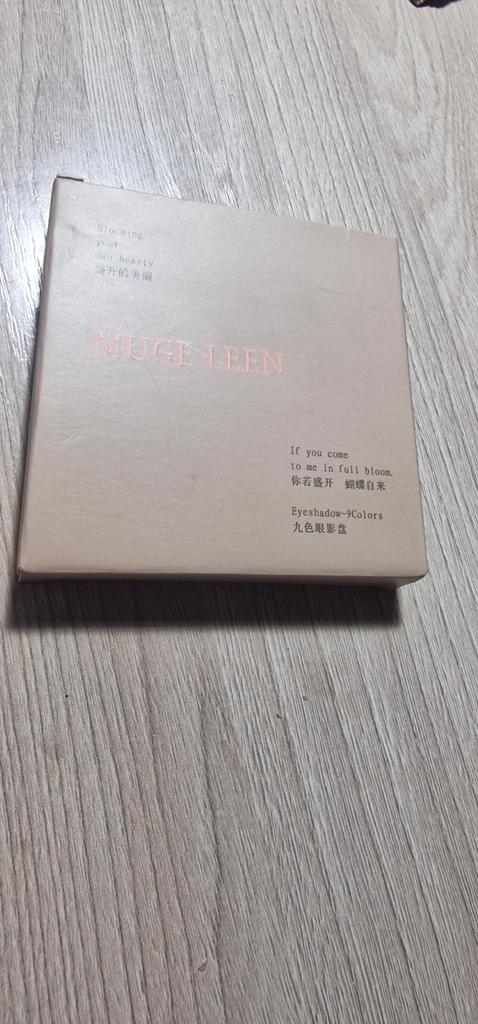 Blooming
your
own bearty
盛开的美丽
MUGE LEEN
If you come
to me in full bloom.
你若盛开 蝴蝶自来
Eyeshadow-9Colors
九色眼影盘